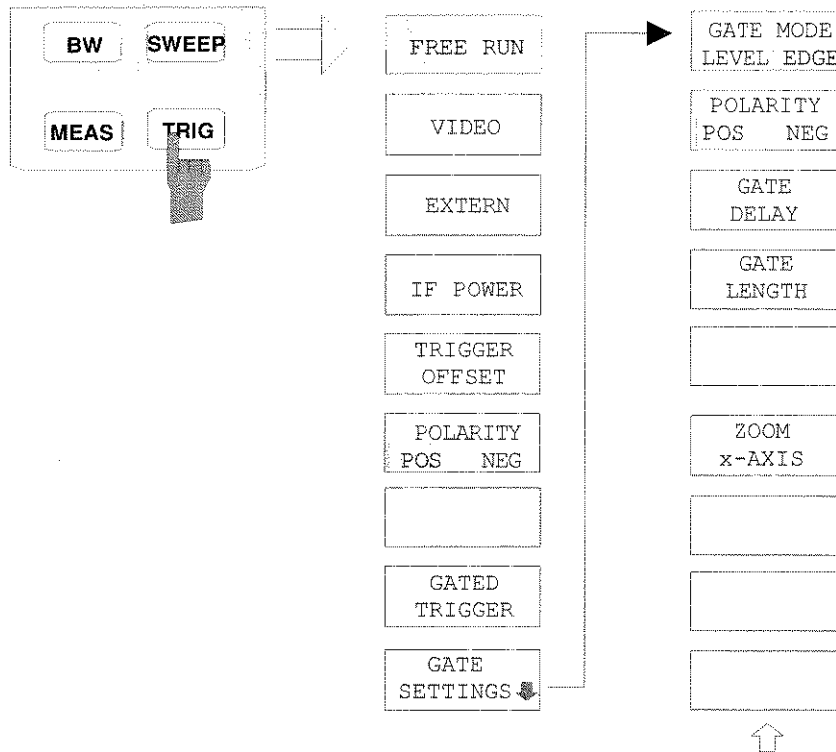 BW SWEEP
MEAS TRIG
FREE RUN
VIDEO
EXTERN
IF POWER
TRIGGER
OFFSET
POLARITY
POS NEG
GATED
TRIGGER
GATE
SETTINGS
GATE MODE
LEVEL EDGE
POLARITY
POS NEG
GATE
DELAY
GATE
LENGTH
ZOOM
x-AXIS